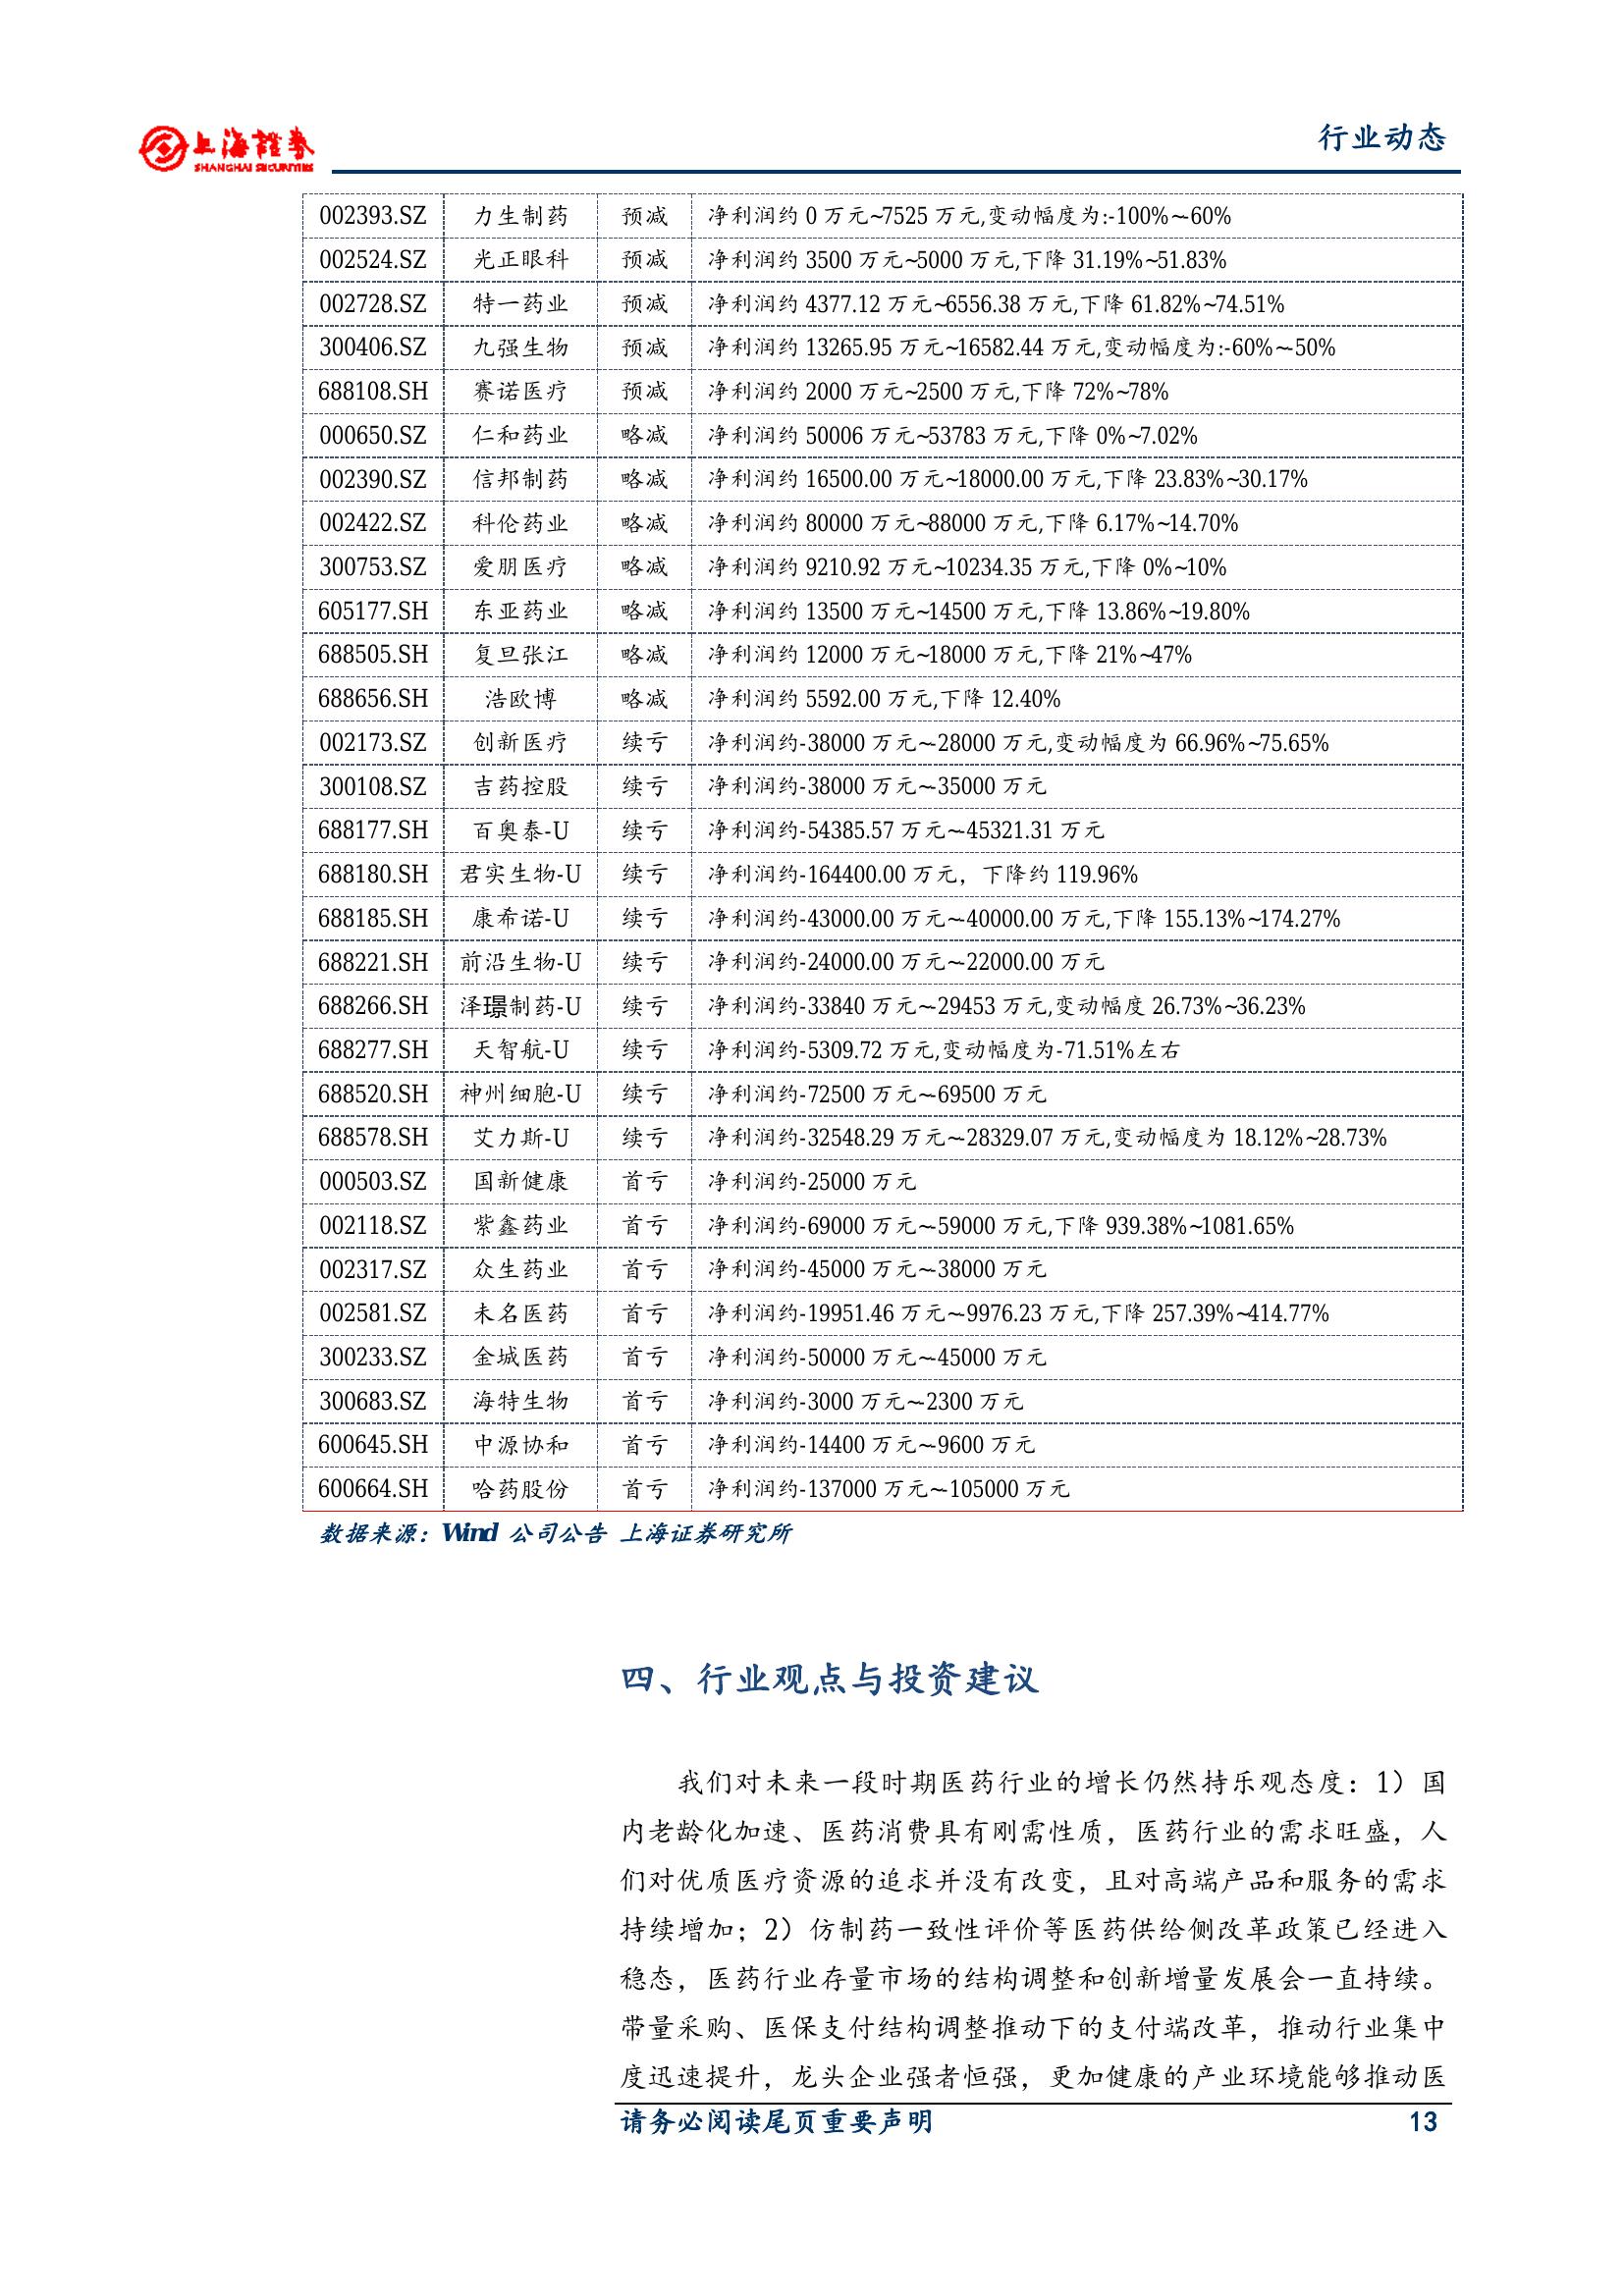 上海證券
SHANGHAI SECURITIES
行业动态
002393.SZ 力生制药 预减 净利润约 0 万元~7525 万元,变动幅度为:-100%~-60%
002524.SZ 光正眼科 预减 净利润约 3500 万元~5000 万元,下降 31.19%~51.83%
002728.SZ 特一药业 预减 净利润约 4377.12 万元~6556.38 万元,下降 61.82%~74.51%
300406.SZ 九强生物 预减 净利润约 13265.95 万元~16582.44 万元,变动幅度为:-60%~-50%
688108.SH 赛诺医疗 预减 净利润约 2000 万元~2500 万元,下降 72%~78%
000650.SZ 仁和药业 略减 净利润约 50006 万元~53783 万元,下降 0%~7.02%
002390.SZ 信邦制药 略减 净利润约 16500.00 万元~18000.00 万元,下降 23.83%~30.17%
002422.SZ 科伦药业 略减 净利润约 80000 万元~88000 万元,下降 6.17%~14.70%
300753.SZ 爱朋医疗 略减 净利润约 9210.92 万元~10234.35 万元,下降 0%~10%
605177.SH 东亚药业 略减 净利润约 13500 万元~14500 万元,下降 13.86%~19.80%
688505.SH 复旦张江 略减 净利润约 12000 万元~18000 万元,下降 21%~47%
688656.SH 浩欧博 略减 净利润约 5592.00 万元,下降 12.40%
002173.SZ 创新医疗 续亏 净利润约-38000 万元~-28000 万元,变动幅度为 66.96%~75.65%
300108.SZ 吉药控股 续亏 净利润约-38000 万元~-35000 万元
688177.SH 百奥泰-U 续亏 净利润约-54385.57 万元~-45321.31 万元
688180.SH 君实生物-U 续亏 净利润约-164400.00 万元，下降约 119.96%
688185.SH 康希诺-U 续亏 净利润约-43000.00 万元~-40000.00 万元,下降 155.13%~174.27%
688221.SH 前沿生物-U 续亏 净利润约-24000.00 万元~-22000.00 万元
688266.SH 泽璟制药-U 续亏 净利润约-33840 万元~-29453 万元,变动幅度 26.73%~36.23%
688277.SH 天智航-U 续亏 净利润约-5309.72 万元,变动幅度为-71.51%左右
688520.SH 神州细胞-U 续亏 净利润约-72500 万元~-69500 万元
688578.SH 艾力斯-U 续亏 净利润约-32548.29 万元~-28329.07 万元,变动幅度为 18.12%~28.73%
000503.SZ 国新健康 首亏 净利润约-25000 万元
002118.SZ 紫鑫药业 首亏 净利润约-69000 万元~-59000 万元,下降 939.38%~1081.65%
002317.SZ 众生药业 首亏 净利润约-45000 万元~-38000 万元
002581.SZ 未名医药 首亏 净利润约-19951.46 万元~-9976.23 万元,下降 257.39%~414.77%
300233.SZ 金城医药 首亏 净利润约-50000 万元~-45000 万元
300683.SZ 海特生物 首亏 净利润约-3000 万元~-2300 万元
600645.SH 中源协和 首亏 净利润约-14400 万元~-9600 万元
600664.SH 哈药股份 首亏 净利润约-137000 万元~-105000 万元
数据来源：Wind 公司公告 上海证券研究所
四、行业观点与投资建议
我们对未来一段时期医药行业的增长仍然持乐观态度：1）国
内老龄化加速、医药消费具有刚需性质，医药行业的需求旺盛，人
们对优质医疗资源的追求并没有改变，且对高端产品和服务的需求
持续增加；2）仿制药一致性评价等医药供给侧改革政策已经进入
稳态，医药行业存量市场的结构调整和创新增量发展会一直持续。
带量采购、医保支付结构调整推动下的支付端改革，推动行业集中
度迅速提升，龙头企业强者恒强，更加健康的产业环境能够推动医
请务必阅读尾页重要声明 13